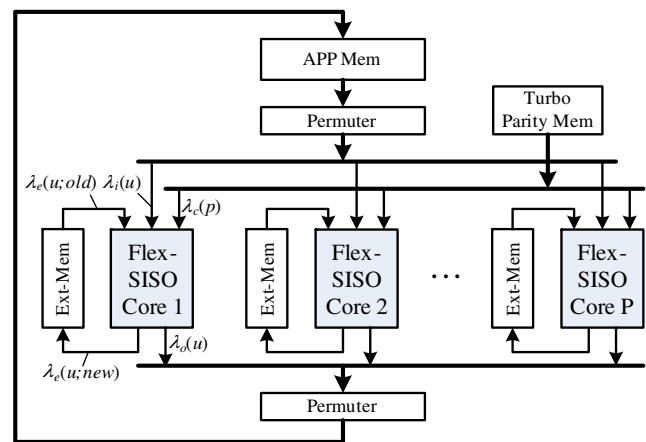 APP Mem
Permuter
Turbo
Parity Mem
λe(u;old)
λi(u)
λc(p)
Ext-Mem
Flex-
SISO
Core 1
Ext-Mem
Flex-
SISO
Core 2
...
Ext-Mem
Flex-
SISO
Core P
λo(u)
λe(u;new)
Permuter